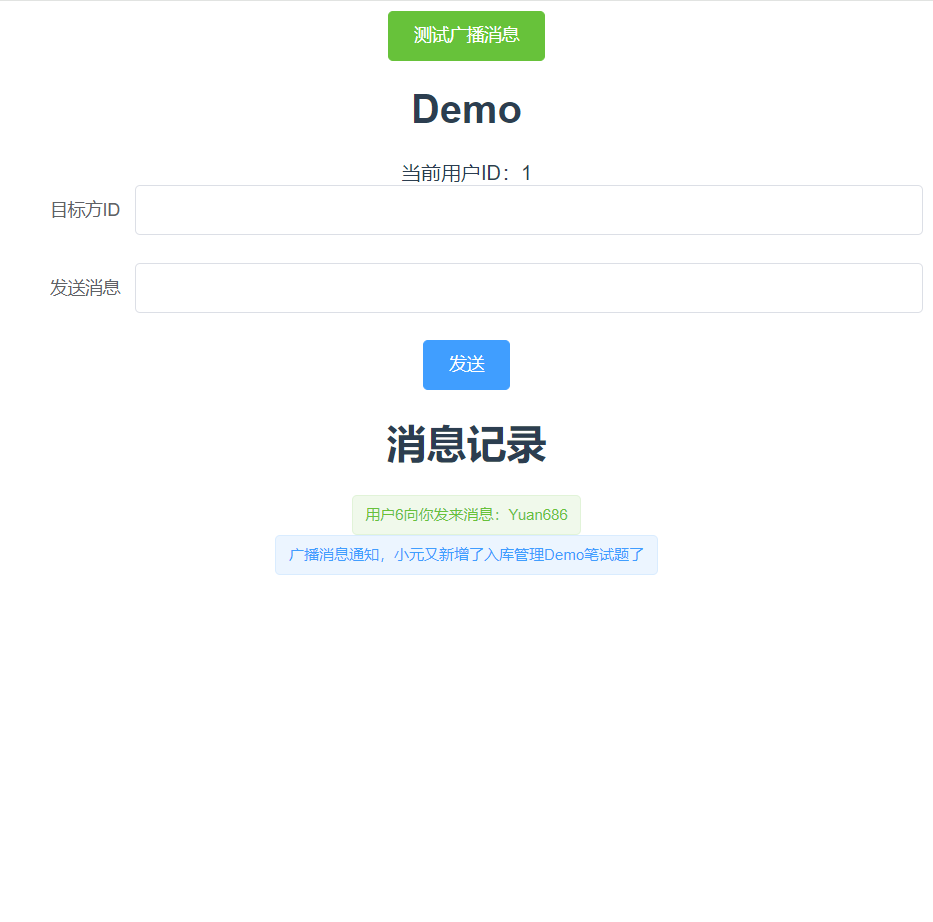 测试广播消息
Demo
当前用户ID：1
目标方ID
发送消息
发送
消息记录
用户6向你发来消息：Yuan686
广播消息通知，小元又新增了入库管理Demo笔试题了